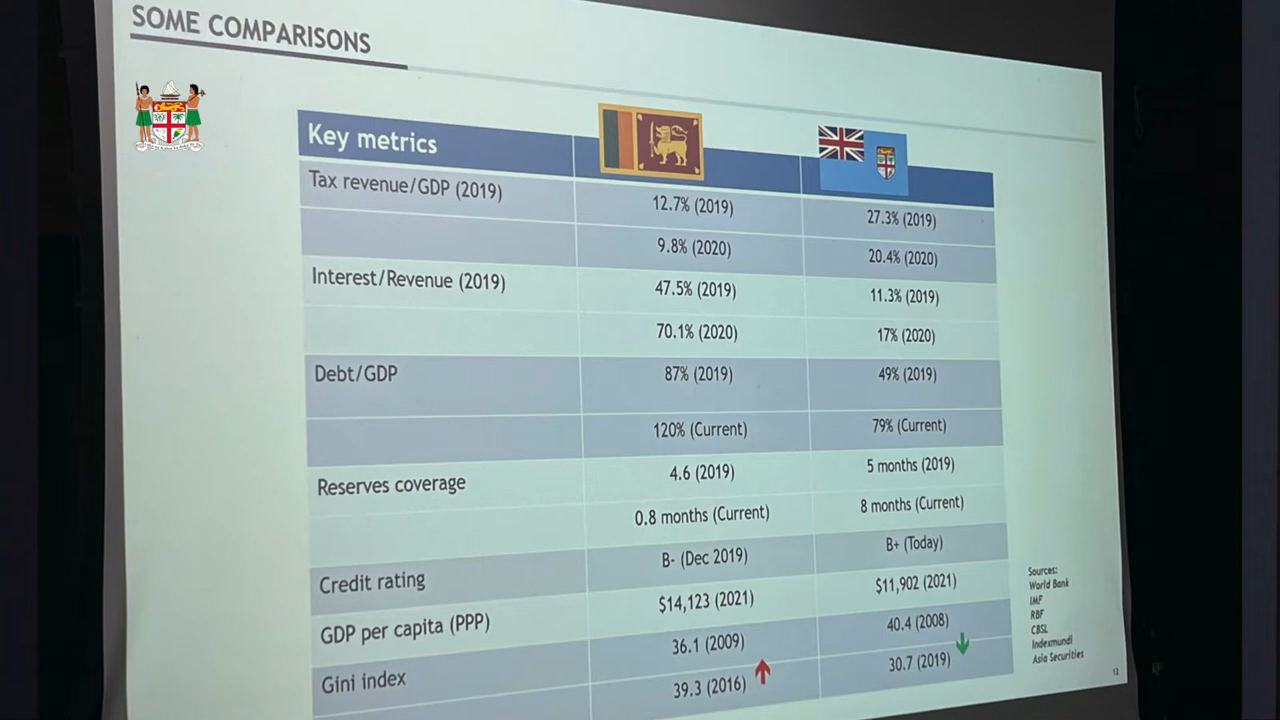 SOME COMPARISONS
Key metrics
Tax revenue/GDP (2019) 12.7% (2019) 27.3% (2019)
9.8% (2020) 20.4% (2020)
Interest/Revenue (2019) 47.5% (2019) 11.3% (2019)
70.1% (2020) 17% (2020)
Debt/GDP 87% (2019) 49% (2019)
120% (Current) 79% (Current)
Reserves coverage 4.6 (2019) 5 months (2019)
0.8 months (Current) 8 months (Current)
Credit rating B- (Dec 2019) B+ (Today)
GDP per capita (PPP) $14,123 (2021) $11,902 (2021)
Gini index 36.1 (2009) 40.4 (2008)
39.3 (2016) 30.7 (2019)
Sources:
World Bank
IMF
RBF
CBSL
Indexmundi
Asia Securities